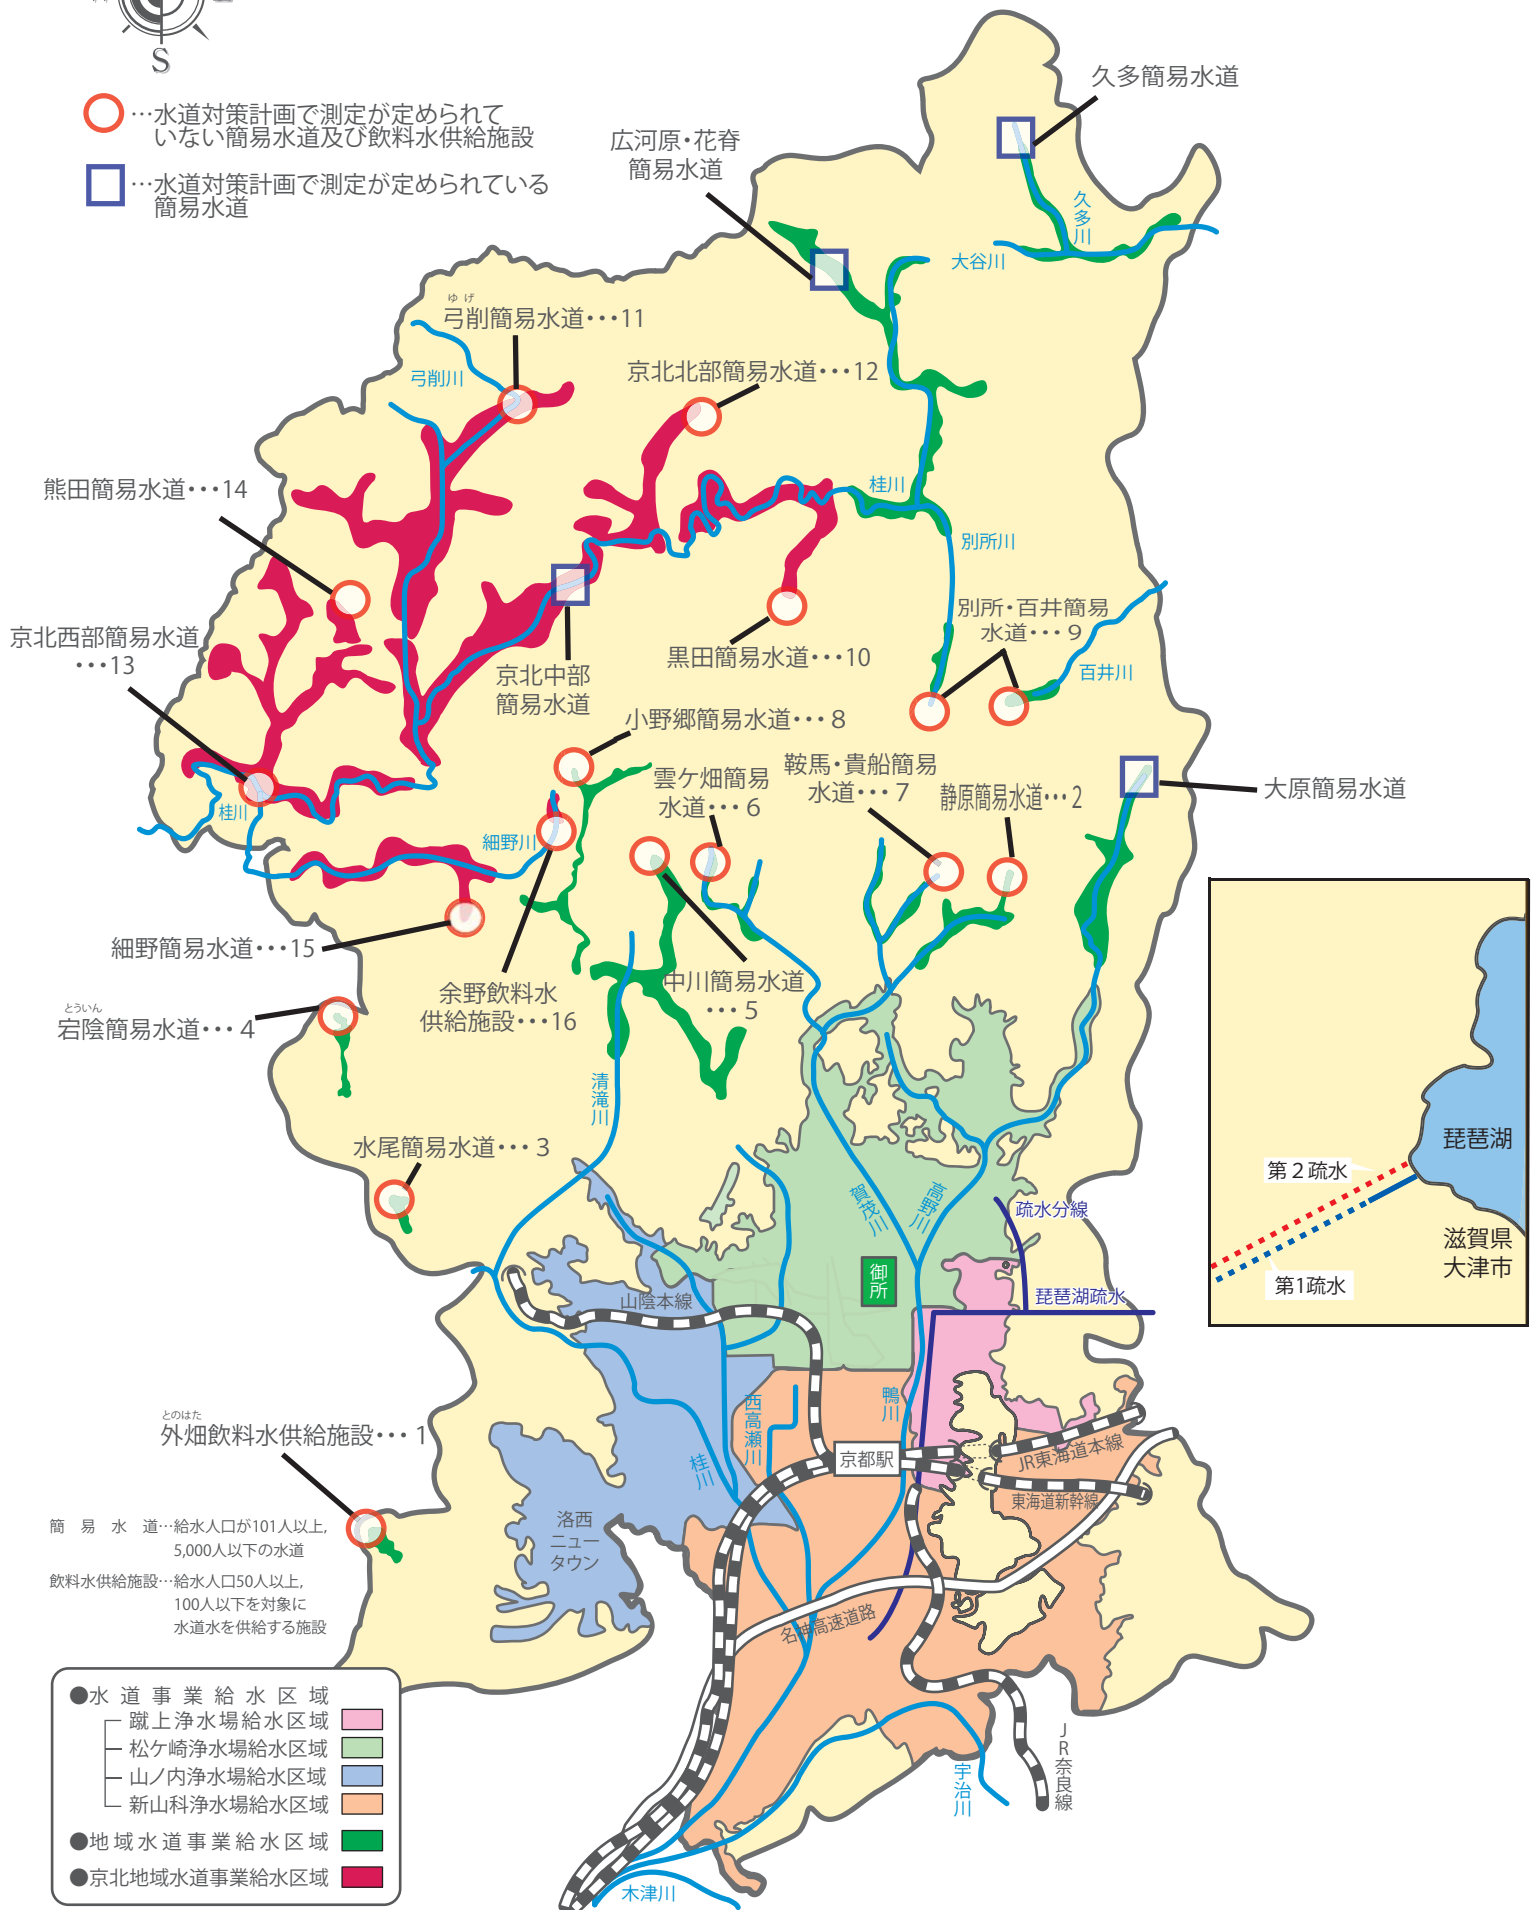 S
…水道対策計画で測定が定められて
いない簡易水道及び飲料水供給施設
…水道対策計画で測定が定められている
簡易水道
久多簡易水道
広河原・花脊
簡易水道
久多川
大谷川
ゆげ
弓削簡易水道・・・11
弓削川
京北北部簡易水道・・・12
熊田簡易水道・・・14
桂川
別所川
別所・百井簡易
水道・・・9
京北西部簡易水道
・・・13
黒田簡易水道・・・10
百井川
京北中部
簡易水道
小野郷簡易水道・・・8
雲ケ畑簡易
水道・・・6
鞍馬・貴船簡易
水道・・・7
静原簡易水道・・・2
大原簡易水道
桂川
細野川
細野簡易水道・・・15
余野飲料水
供給施設・・・16
中川簡易水道
・・・5
とういん
宕陰簡易水道・・・4
清滝川
水尾簡易水道・・・3
琵琶湖
第2疏水
第1疏水
滋賀県
大津市
賀茂川
高野川
疏水分線
御所
琵琶湖疏水
山陰本線
西高瀬川
鴨川
とのはた
外畑飲料水供給施設・・・1
桂川
京都駅
JR東海道本線
東海道新幹線
洛西
ニュー
タウン
簡易水道…給水人口が101人以上,
5,000人以下の水道
飲料水供給施設…給水人口50人以上,
100人以下を対象に
水道水を供給する施設
名神高速道路
●水道事業給水区域
蹴上浄水場給水区域
松ケ崎浄水場給水区域
山ノ内浄水場給水区域
新山科浄水場給水区域
●地域水道事業給水区域
●京北地域水道事業給水区域
JR奈良線
宇治川
木津川